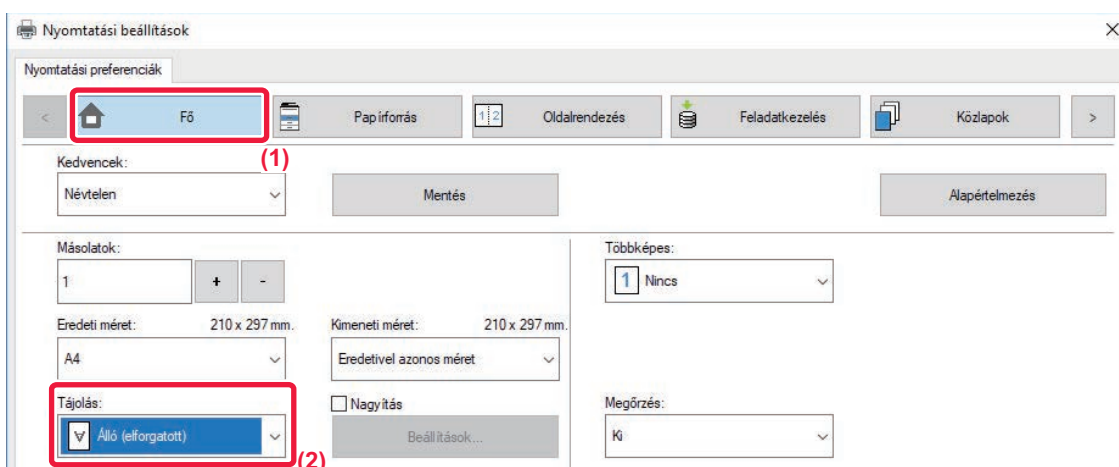 Nyomtatási beállítások
Nyomtatási preferenciák
< Fő Papírforrás 1 2 Oldalrendezés Feladatkezelés Közlapok >
(1)
Kedvencek:
Névtelen Mentés Alapértelmezés
Másolatok: Többképes:
1 + - 1 Nincs
Eredeti méret: 210 x 297 mm. Kimeneti méret: 210 x 297 mm.
A4 Eredetivel azonos méret
Tájolás: Nagyítás Megőrzés:
A Álló (elforgatott) Beállítások... Ki
(2)